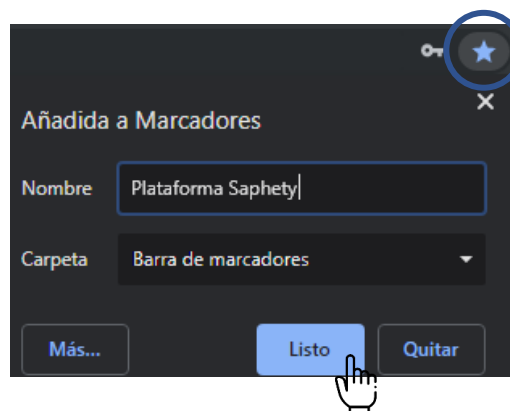 Añadida a Marcadores
Nombre Plataforma Saphety
Carpeta Barra de marcadores
Más... Listo Quitar